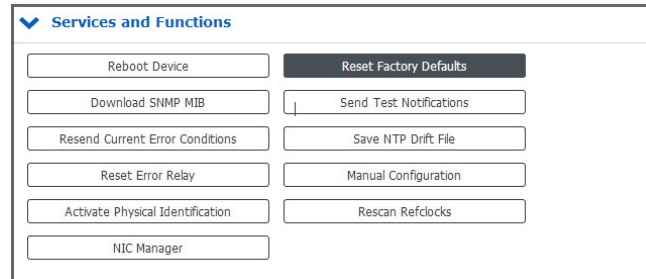 Services and Functions
Reboot Device
Reset Factory Defaults
Download SNMP MIB
Send Test Notifications
Resend Current Error Conditions
Save NTP Drift File
Reset Error Relay
Manual Configuration
Activate Physical Identification
Rescan Refclocks
NIC Manager